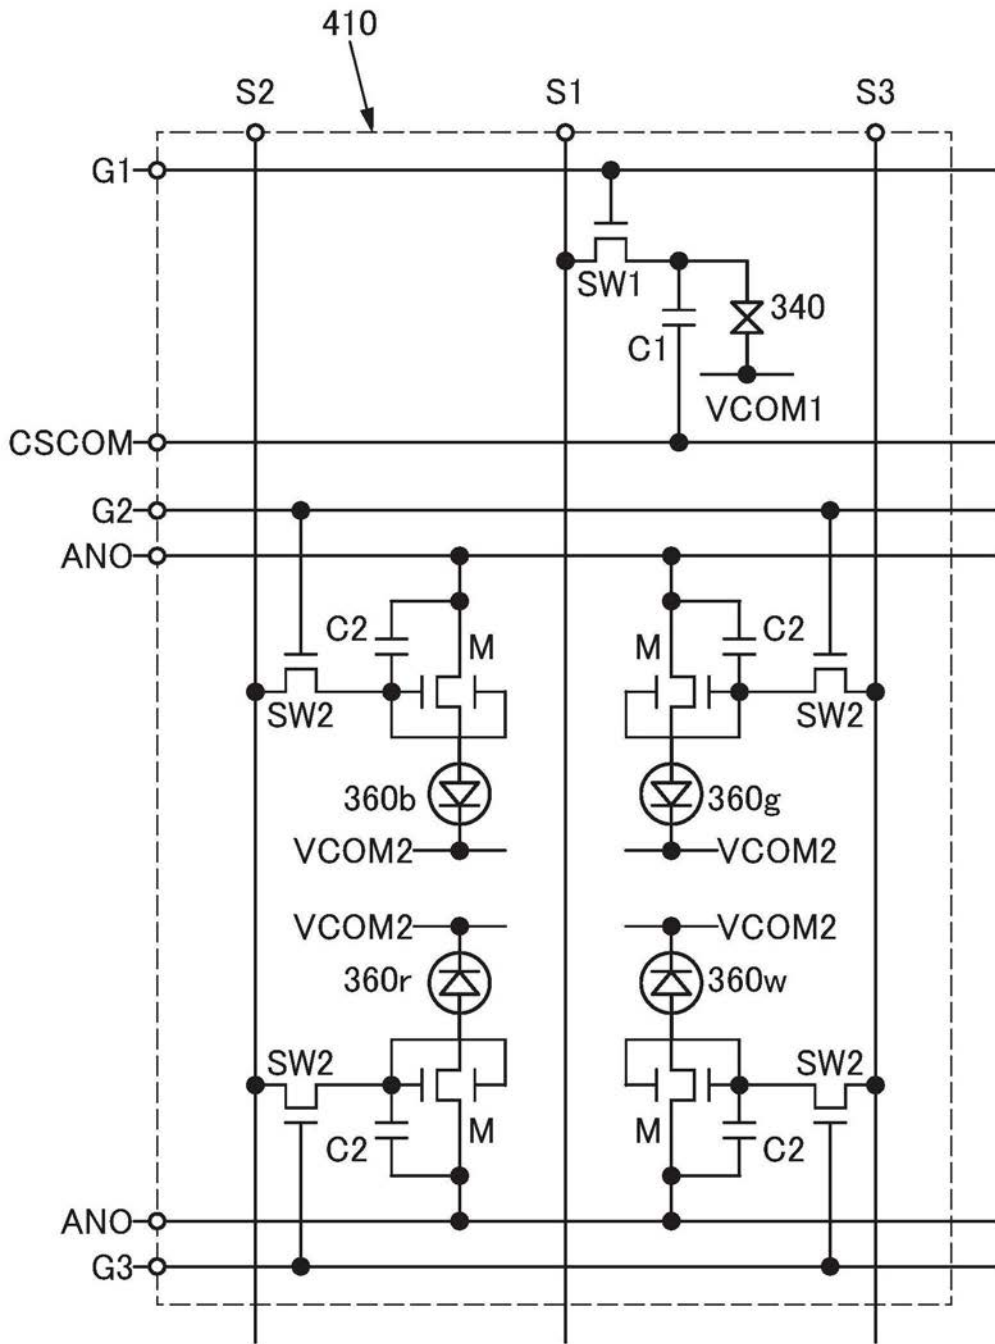 410
S2 S1 S3
G1
SW1 340
C1
VCOM1
CSCOM
G2
ANO
C2 M M C2
SW2 SW2
360b 360g
VCOM2 VCOM2
VCOM2 VCOM2
360r 360w
SW2 SW2
C2 M M C2
ANO
G3